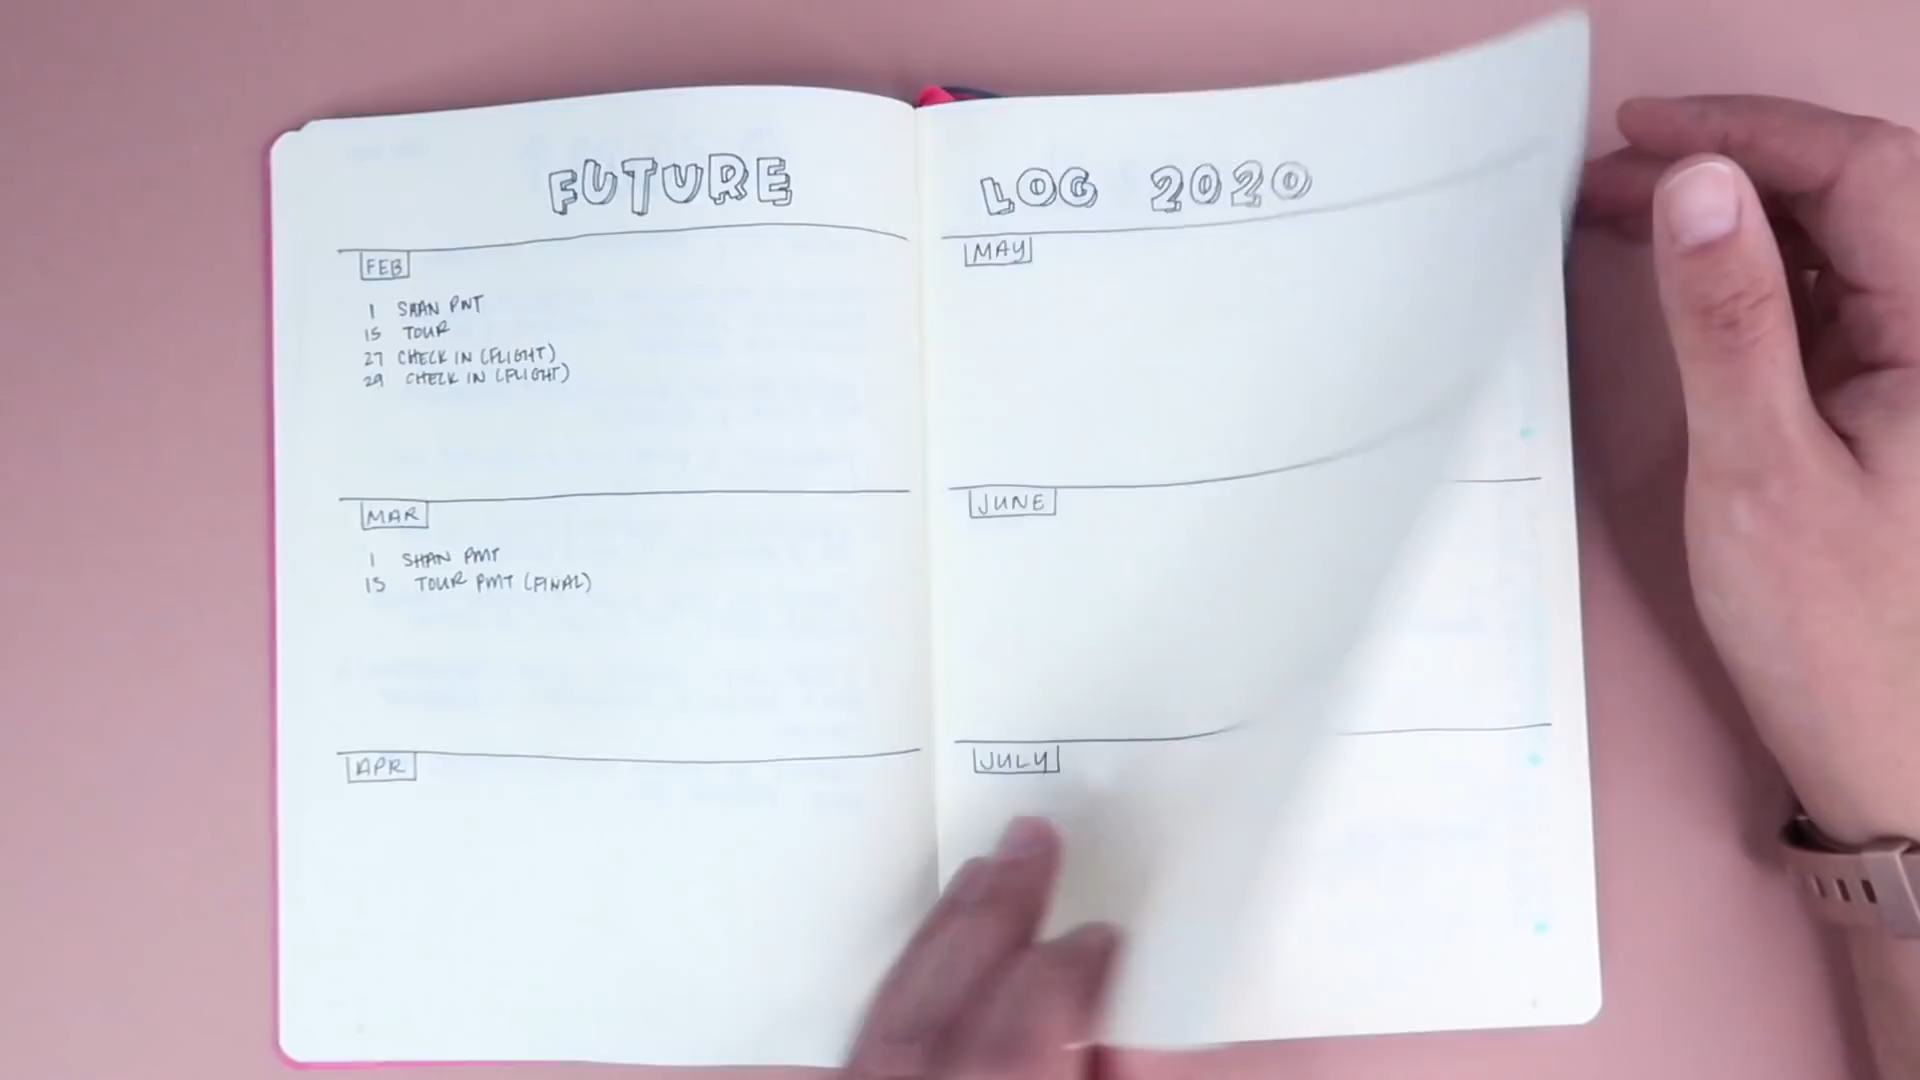 FUTURE LOG 2020
FEB
1 SHAN PMT
15 TOUR
27 CHECK IN (FLIGHT)
29 CHECK IN (FLIGHT)
MAR
1 SHAN PMT
15 TOUR PMT (FINAL)
APR
MAY
JUNE
JULY